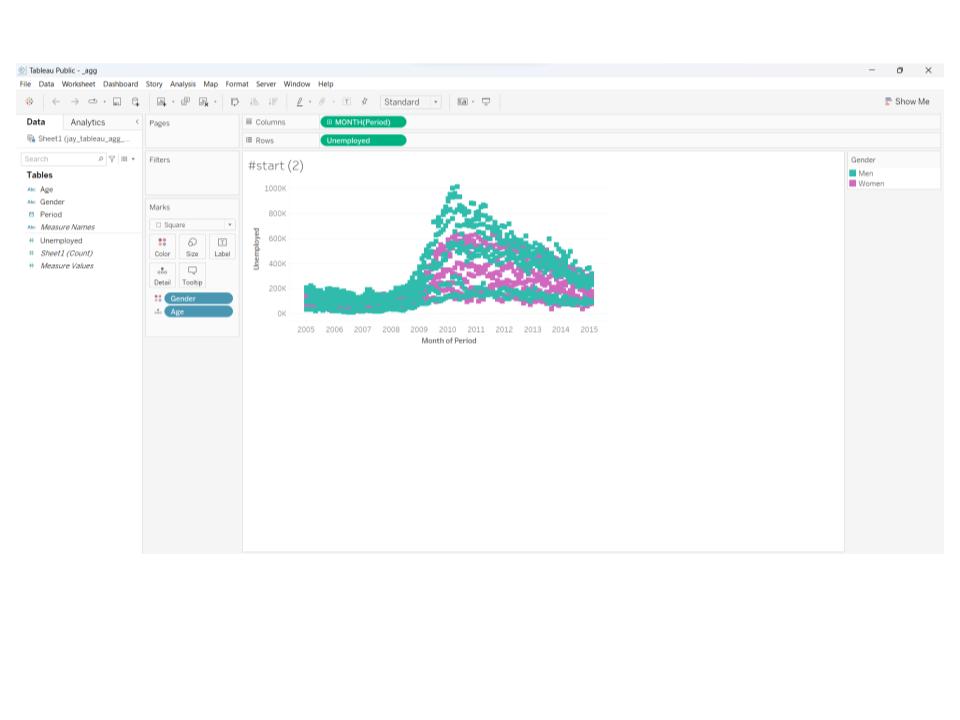 Tableau Public - _agg
File Data Worksheet Dashboard Story Analysis Map Format Server Window Help
Standard
Show Me
Data Analytics
Pages
Columns
MONTH(Period)
Sheet1 (jay_tableau_agg_...
Rows
Unemployed
Search
Filters
#start (2)
Gender
Men
Women
Tables
Abc Age
Abc Gender
Period
Abc Measure Names
Unemployed
Sheet1 (Count)
Measure Values
Marks
Square
Color Size Label
Detail Tooltip
Gender
Age
Unemployed
1000K
800K
600K
400K
200K
0K
2005 2006 2007 2008 2009 2010 2011 2012 2013 2014 2015
Month of Period